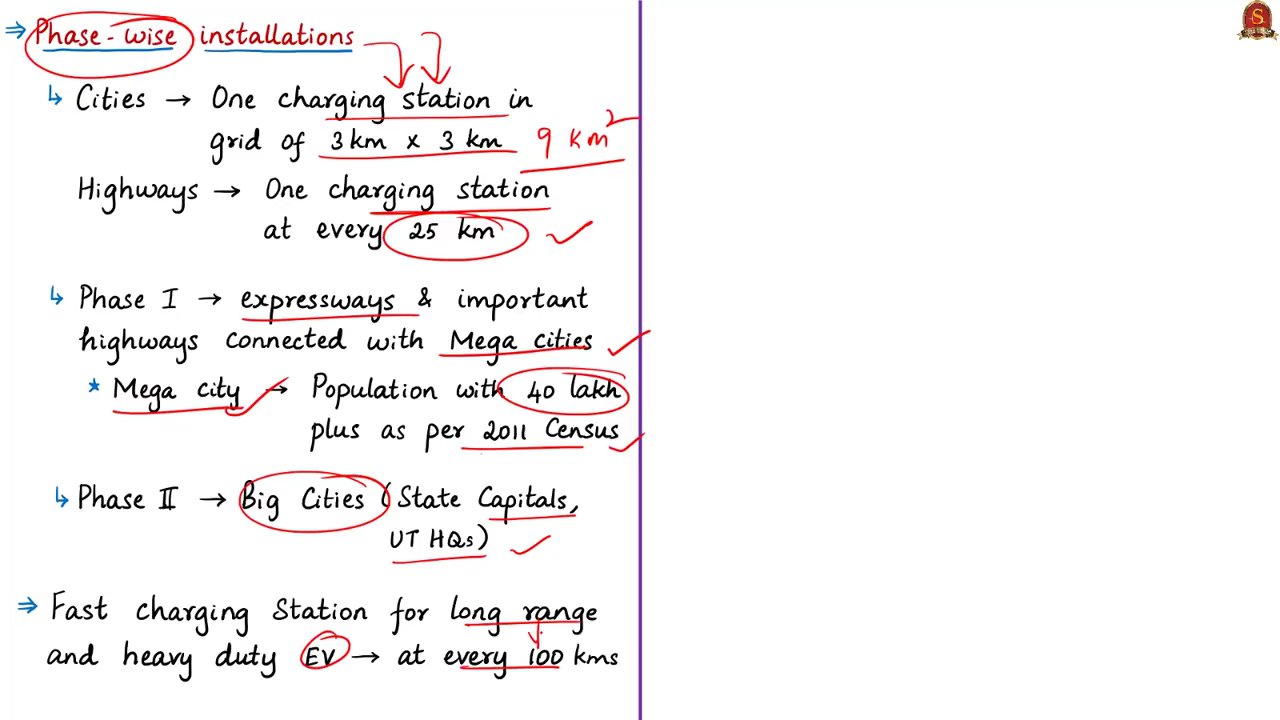 ⇒ Phase-wise installations
↳ Cities → One charging station in
grid of 3 km x 3 km 9 km²
Highways → One charging station
at every 25 km
↳ Phase I → expressways & important
highways connected with Mega cities
* Mega city → Population with 40 lakh
plus as per 2011 Census
↳ Phase II → Big Cities (State Capitals,
UT HQs)
⇒ Fast charging Station for long range
and heavy duty EV → at every 100 kms
S